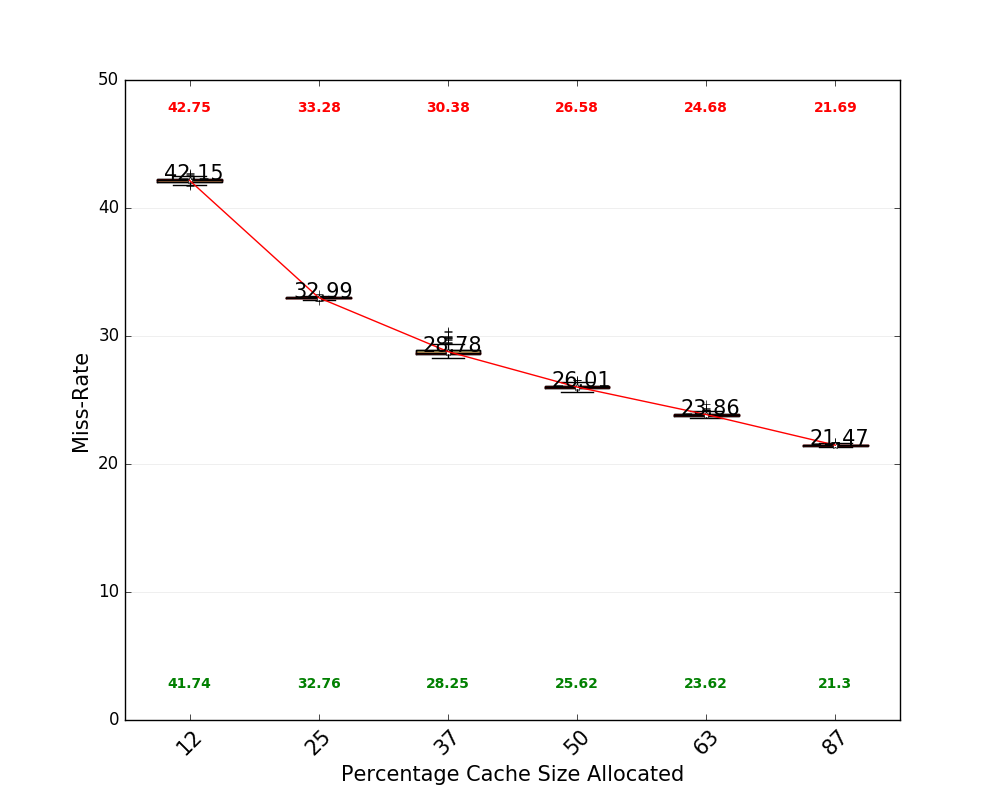 50
42.75 33.28 30.38 26.58 24.68 21.69
42.15
40
32.99
30
28.78
26.01
23.86
21.47
20
10
41.74 32.76 28.25 25.62 23.62 21.3
0
12 25 37 50 63 87
Percentage Cache Size Allocated
Miss-Rate